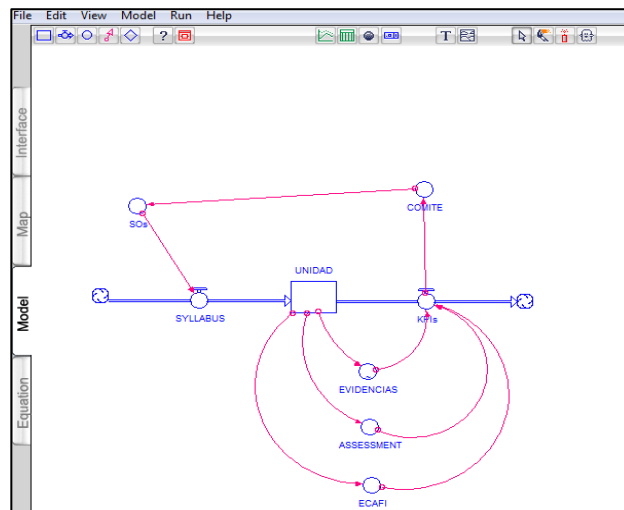 File Edit View Model Run Help
? T
Interface
Map
Model
Equation
SOs
COMITE
UNIDAD
SYLLABUS
KPIs
EVIDENCIAS
ASSESSMENT
ECAFI